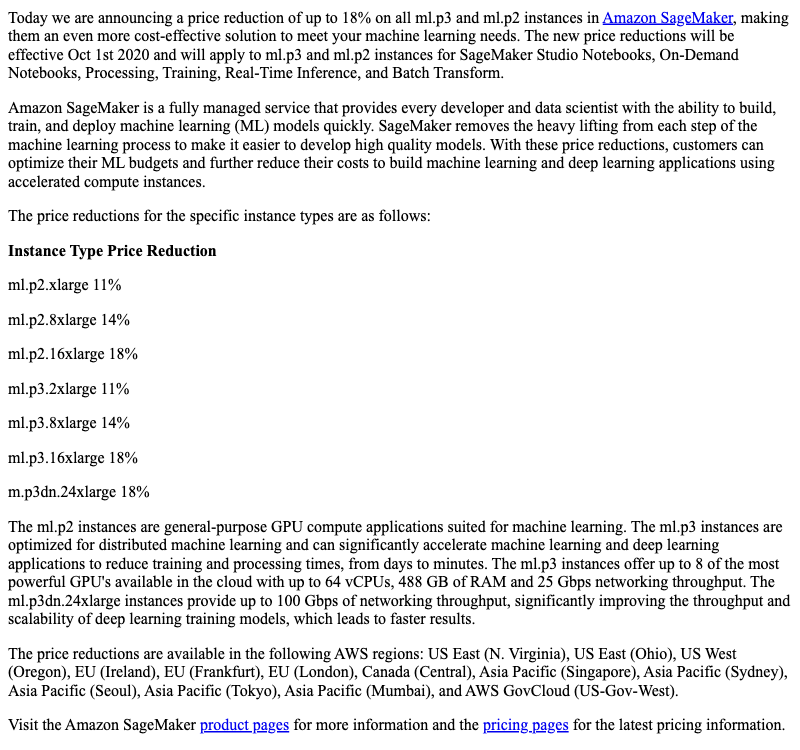 Today we are announcing a price reduction of up to 18% on all ml.p3 and ml.p2 instances in Amazon SageMaker, making
them an even more cost-effective solution to meet your machine learning needs. The new price reductions will be
effective Oct 1st 2020 and will apply to ml.p3 and ml.p2 instances for SageMaker Studio Notebooks, On-Demand
Notebooks, Processing, Training, Real-Time Inference, and Batch Transform.
Amazon SageMaker is a fully managed service that provides every developer and data scientist with the ability to build,
train, and deploy machine learning (ML) models quickly. SageMaker removes the heavy lifting from each step of the
machine learning process to make it easier to develop high quality models. With these price reductions, customers can
optimize their ML budgets and further reduce their costs to build machine learning and deep learning applications using
accelerated compute instances.
The price reductions for the specific instance types are as follows:
Instance Type Price Reduction
ml.p2.xlarge 11%
ml.p2.8xlarge 14%
ml.p2.16xlarge 18%
ml.p3.2xlarge 11%
ml.p3.8xlarge 14%
ml.p3.16xlarge 18%
m.p3dn.24xlarge 18%
The ml.p2 instances are general-purpose GPU compute applications suited for machine learning. The ml.p3 instances are
optimized for distributed machine learning and can significantly accelerate machine learning and deep learning
applications to reduce training and processing times, from days to minutes. The ml.p3 instances offer up to 8 of the most
powerful GPU's available in the cloud with up to 64 vCPUs, 488 GB of RAM and 25 Gbps networking throughput. The
ml.p3dn.24xlarge instances provide up to 100 Gbps of networking throughput, significantly improving the throughput and
scalability of deep learning training models, which leads to faster results.
The price reductions are available in the following AWS regions: US East (N. Virginia), US East (Ohio), US West
(Oregon), EU (Ireland), EU (Frankfurt), EU (London), Canada (Central), Asia Pacific (Singapore), Asia Pacific (Sydney),
Asia Pacific (Seoul), Asia Pacific (Tokyo), Asia Pacific (Mumbai), and AWS GovCloud (US-Gov-West).
Visit the Amazon SageMaker product pages for more information and the pricing pages for the latest pricing information.